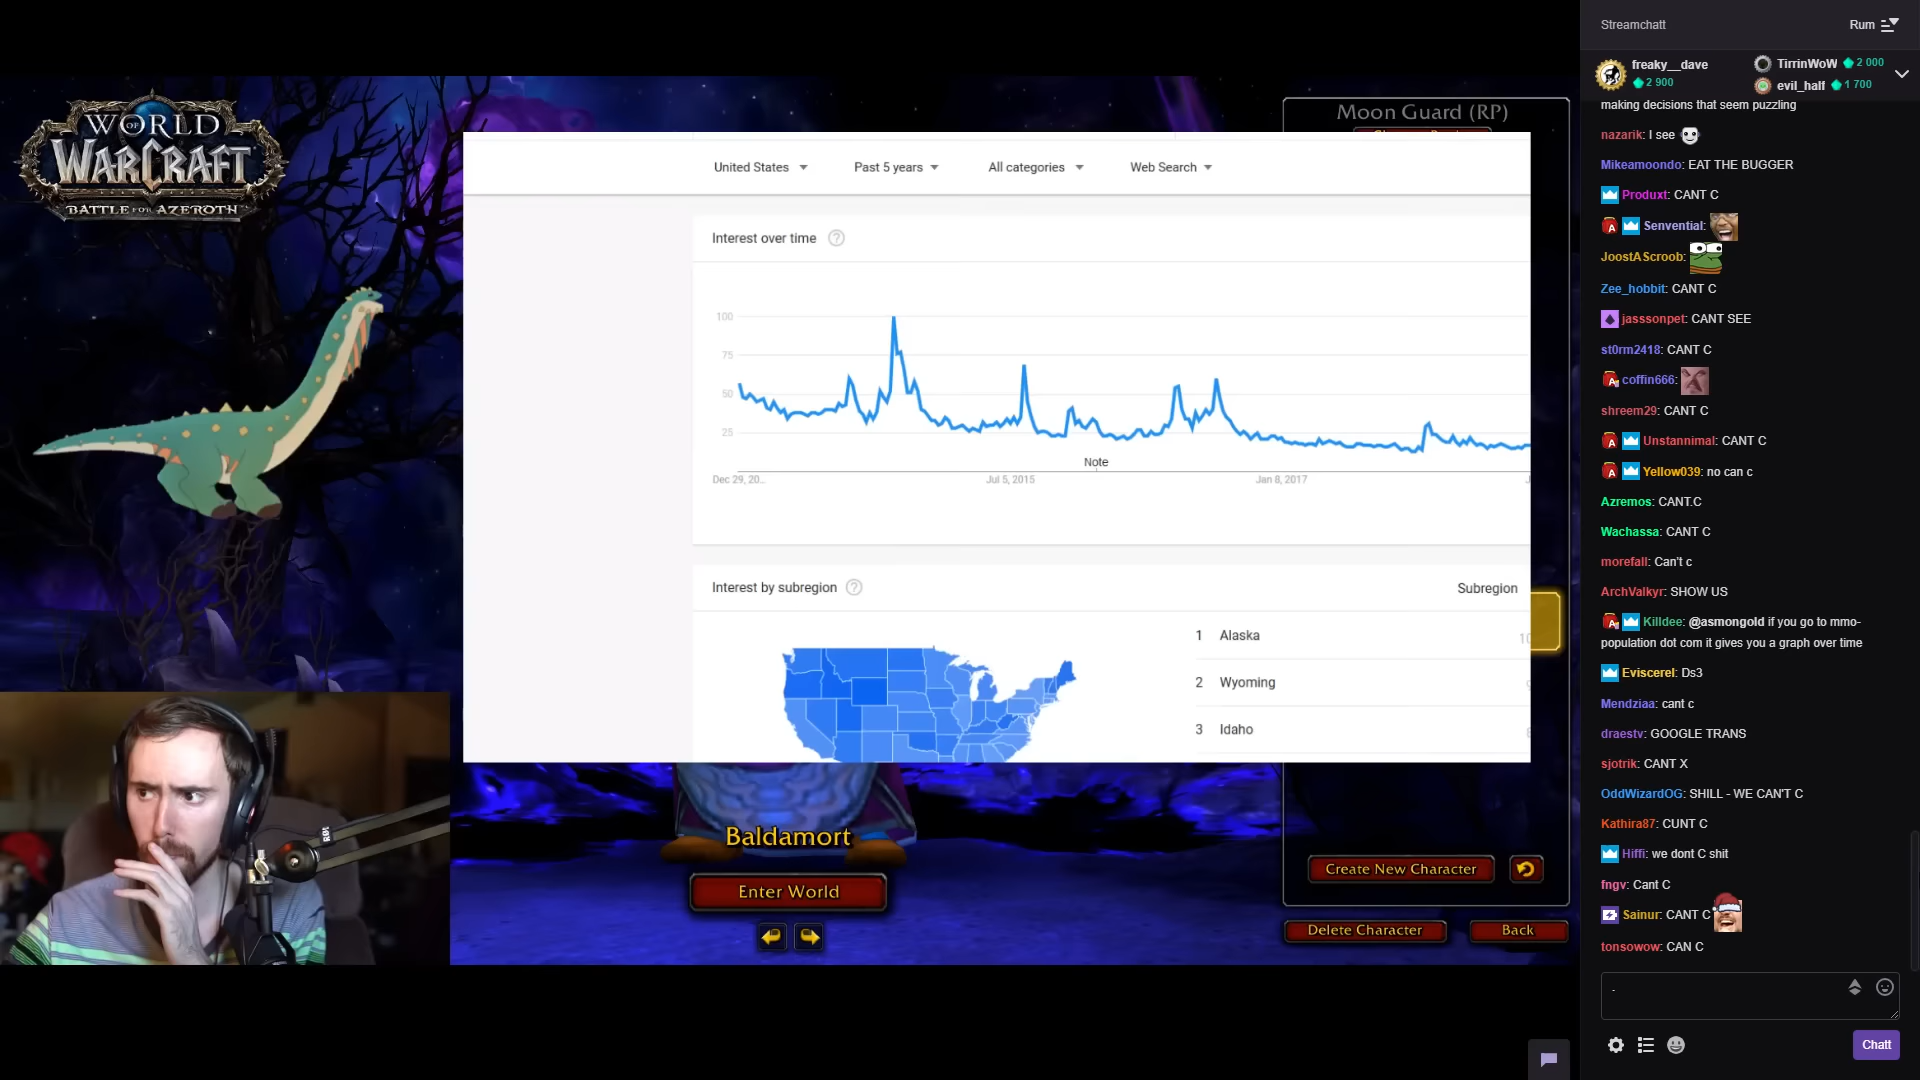 WORLD
OF
WARCRAFT
BATTLE FOR AZEROTH
Moon Guard (RP)
United States
Past 5 years
All categories
Web Search
Interest over time
100
75
50
25
Note
Dec 29, 20...
Jul 5, 2015
Jan 8, 2017
Interest by subregion
Subregion
1 Alaska
2 Wyoming
3 Idaho
Baldamort
Enter World
Create New Character
Delete Character
Back
Streamchatt
Rum
freaky__dave
2 900
TirrinWoW 2 000
evil_half 1 700
making decisions that seem puzzling
nazarik: I see
Mikeamoondo: EAT THE BUGGER
Produxt: CANT C
Senvential:
JoostAScroob:
Zee_hobbit: CANT C
jasssonpet: CANT SEE
st0rm2418: CANT C
coffin666:
shreem29: CANT C
Unstannimal: CANT C
Yellow039: no can c
Azremos: CANT.C
Wachassa: CANT C
morefall: Can't c
ArchValkyr: SHOW US
Killdee: @asmongold if you go to mmo-
population dot com it gives you a graph over time
Eviscerel: Ds3
Mendziaa: cant c
draestv: GOOGLE TRANS
sjotrik: CANT X
OddWizardOG: SHILL - WE CAN'T C
Kathira87: CUNT C
Hiffi: we dont C shit
fngv: Cant C
Sainur: CANT C
tonsowow: CAN C
-
Chatt